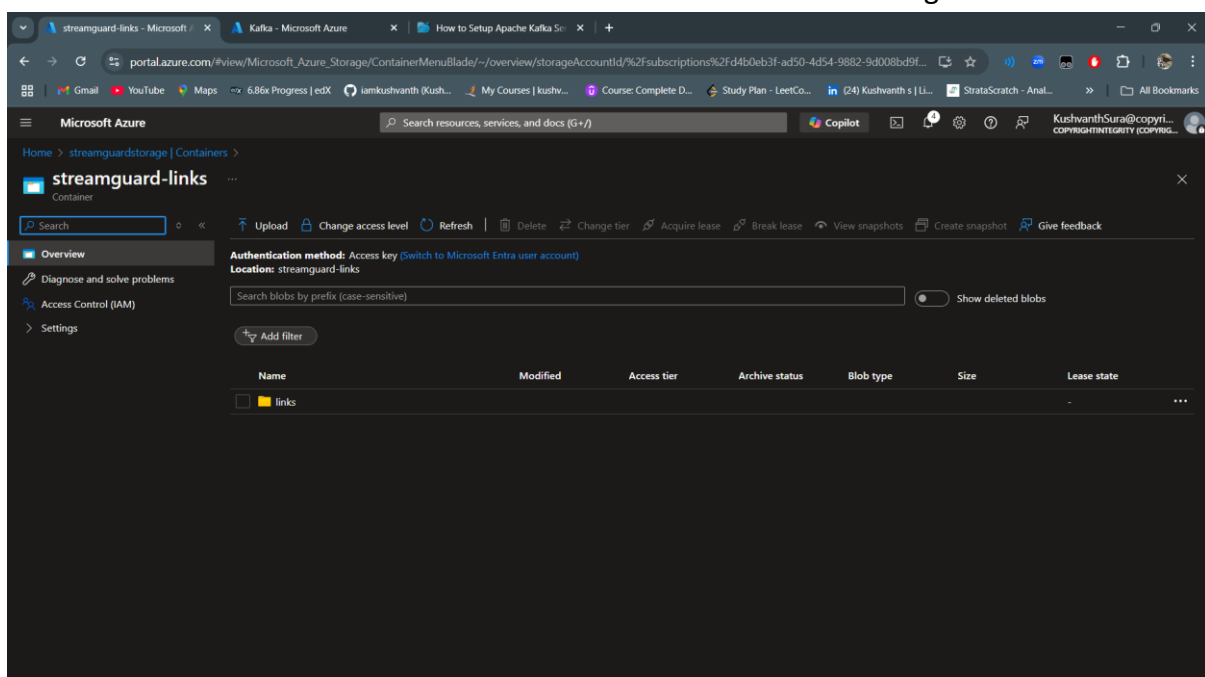 streamguard-links - Microsoft A
Kafka - Microsoft Azure
How to Setup Apache Kafka Ser
portal.azure.com/#view/Microsoft_Azure_Storage/ContainerMenuBlade/~/overview/storageAccountId/%2Fsubscriptions%2Fd4b0eb3f-ad50-4d54-9882-9d008bd9f...
Gmail YouTube Maps 6.86x Progress | edX iamkushvanth (Kush... My Courses | kushv... Course: Complete D... Study Plan - LeetCo... (24) Kushvanth s | Li... StrataScratch - Anal... » All Bookmarks
Microsoft Azure
Search resources, services, and docs (G+/)
Copilot
4
KushvanthSura@copyri...
COPYRIGHTINTEGRITY (COPYRIG...
Home > streamguardstorage | Containers >
streamguard-links ...
Container
Search
Upload Change access level Refresh Delete Change tier Acquire lease Break lease View snapshots Create snapshot Give feedback
Overview
Diagnose and solve problems
Access Control (IAM)
Settings
Authentication method: Access key (Switch to Microsoft Entra user account)
Location: streamguard-links
Search blobs by prefix (case-sensitive)
Show deleted blobs
Add filter
Name Modified Access tier Archive status Blob type Size Lease state
links - ...